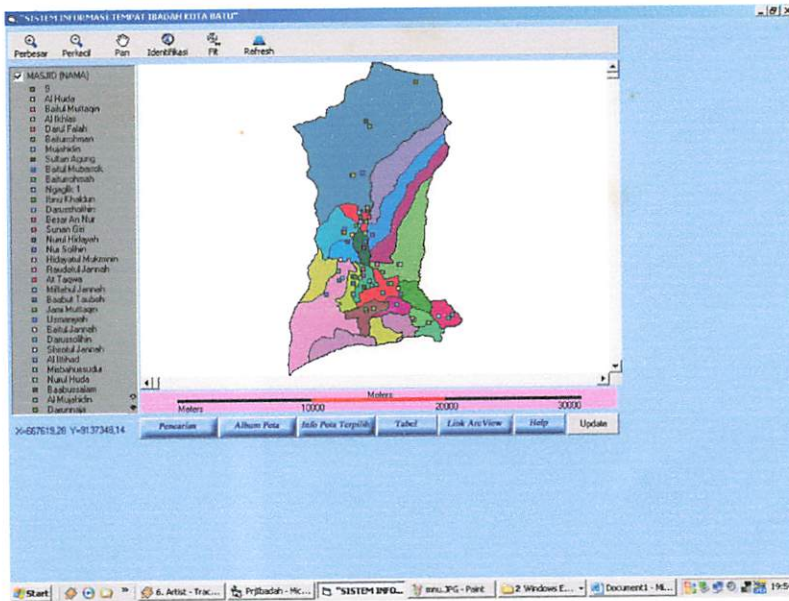 "SISTEM INFORMASI TEMPAT IBADAH KOTA BATU"
Perbesar Perkecil Pan Identifikasi Fit Refresh
MASJID (NAMA)
9
Al Huda
Baitul Muttaqin
Al Ikhlas
Darul Falah
Baiturrohman
Mujahidin
Sultan Agung
Baitul Mubarrok
Baiturrohmah
Ngaglik 1
Ibnu Khaldun
Darussholihin
Besar An Nur
Sunan Giri
Nurul Hidayah
Nur Solihin
Hidayatul Mukminin
Raudatul Jannah
At Taqwa
Miftahul Jannah
Baabut Taubah
Jami Muttaqin
Usmaniyah
Baitul Jannah
Darussolihin
Shirotul Jannah
Al Ittihad
Misbahussudur
Nurul Huda
Baabussalam
Al Mujahidin
Darunnaja
Meters
Meters 10000 20000 30000
X=667619,26 Y=9137348,14
Pencarian Album Peta Info Peta Terpilih Tabel Link ArcView Help Update
Start » 6. Artist - Trac... PrjIbadah - Mic... "SISTEM INFO... mnu.JPG - Paint 2 Windows E... Document1 - Mi...